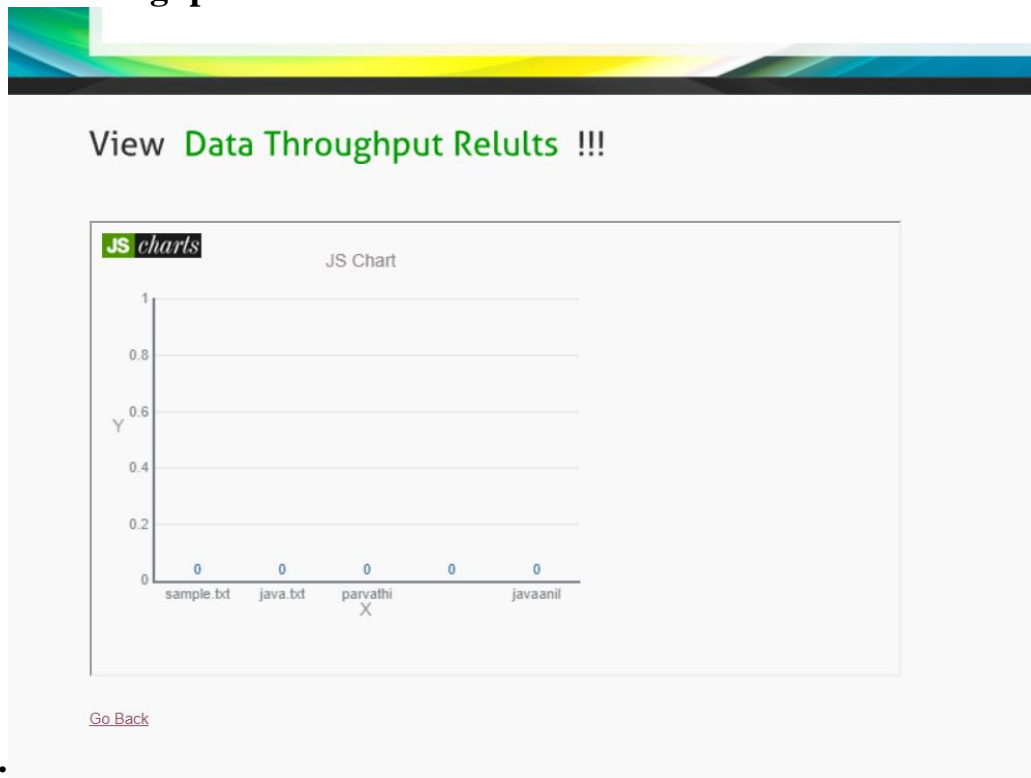 View Data Throughput Relults !!!
JS charts
JS Chart
1
0.8
0.6
Y
0.4
0.2
0
0 0 0 0 0
sample.txt java.txt parvathi javaanil
X
Go Back